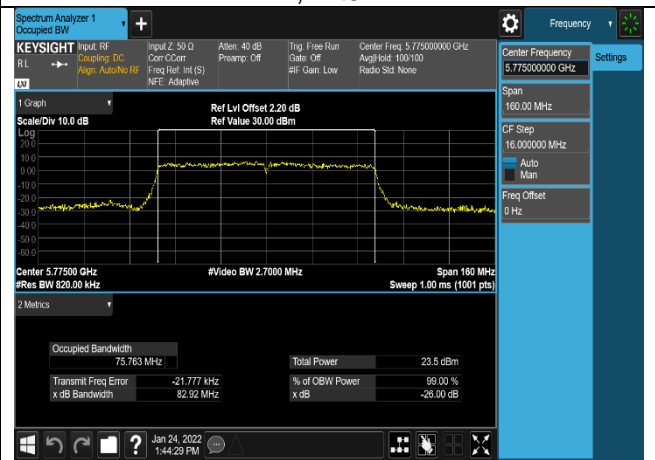 Spectrum Analyzer 1
Occupied BW
Frequency
KEYSIGHT
RL
LXI
Input: RF
Coupling: DC
Align: Auto/No RF
Input Z: 50 Ω
Corr CCorr
Freq Ref: Int (S)
NFE: Adaptive
Atten: 40 dB
Preamp: Off
Trig: Free Run
Gate: Off
#IF Gain: Low
Center Freq: 5.775000000 GHz
Avg|Hold: 100/100
Radio Std: None
Center Frequency
5.775000000 GHz
Settings
Span
160.00 MHz
CF Step
16.000000 MHz
Auto
Man
Freq Offset
0 Hz
1 Graph
Scale/Div 10.0 dB
Ref Lvl Offset 2.20 dB
Ref Value 30.00 dBm
Log
20.0
10.0
0.00
-10.0
-20.0
-30.0
-40.0
-50.0
-60.0
Center 5.77500 GHz
#Res BW 820.00 kHz
#Video BW 2.7000 MHz
Span 160 MHz
Sweep 1.00 ms (1001 pts)
2 Metrics
Occupied Bandwidth
75.763 MHz
Total Power 23.5 dBm
Transmit Freq Error -21.777 kHz
% of OBW Power 99.00 %
x dB Bandwidth 82.92 MHz
x dB -26.00 dB
Jan 24, 2022
1:44:29 PM